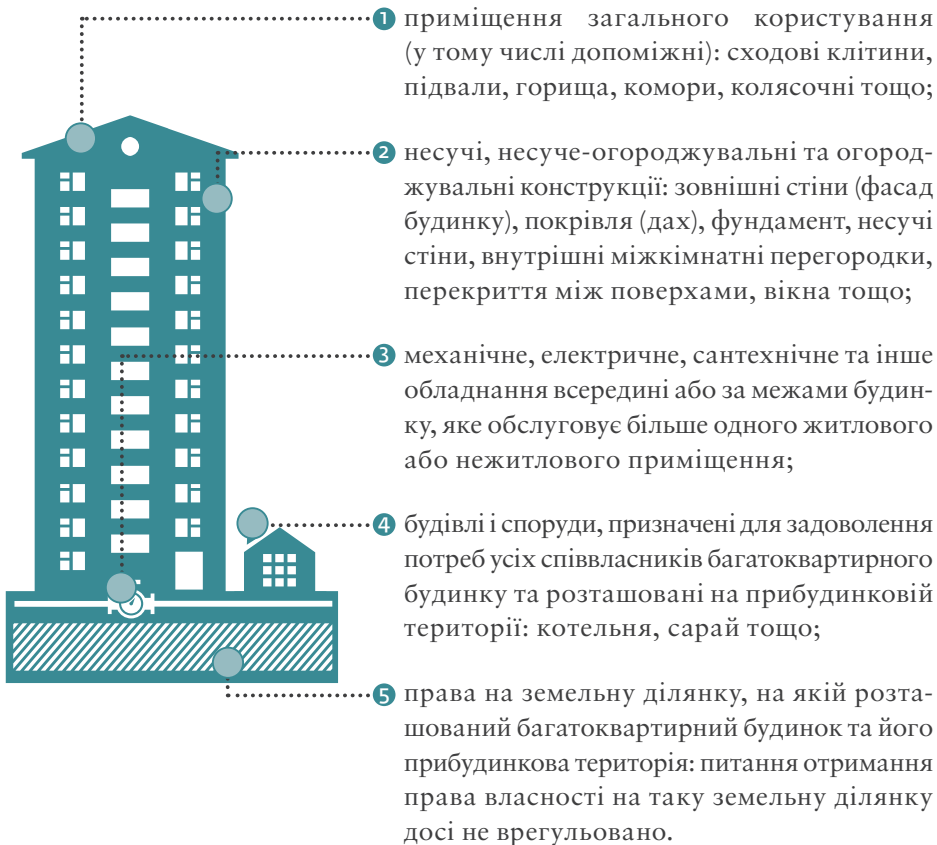 1 приміщення загального користування
(у тому числі допоміжні): сходові клітини,
підвали, горища, комори, колясочні тощо;
2 несучі, несуче-огороджувальні та огород-
жувальні конструкції: зовнішні стіни (фасад
будинку), покрівля (дах), фундамент, несучі
стіни, внутрішні міжкімнатні перегородки,
перекриття між поверхами, вікна тощо;
3 механічне, електричне, сантехнічне та інше
обладнання всередині або за межами будин-
ку, яке обслуговує більше одного житлового
або нежитлового приміщення;
4 будівлі і споруди, призначені для задоволення
потреб усіх співвласників багатоквартирного
будинку та розташовані на прибудинковій
території: котельня, сарай тощо;
5 права на земельну ділянку, на якій розта-
шований багатоквартирний будинок та його
прибудинкова територія: питання отримання
права власності на таку земельну ділянку
досі не врегульовано.